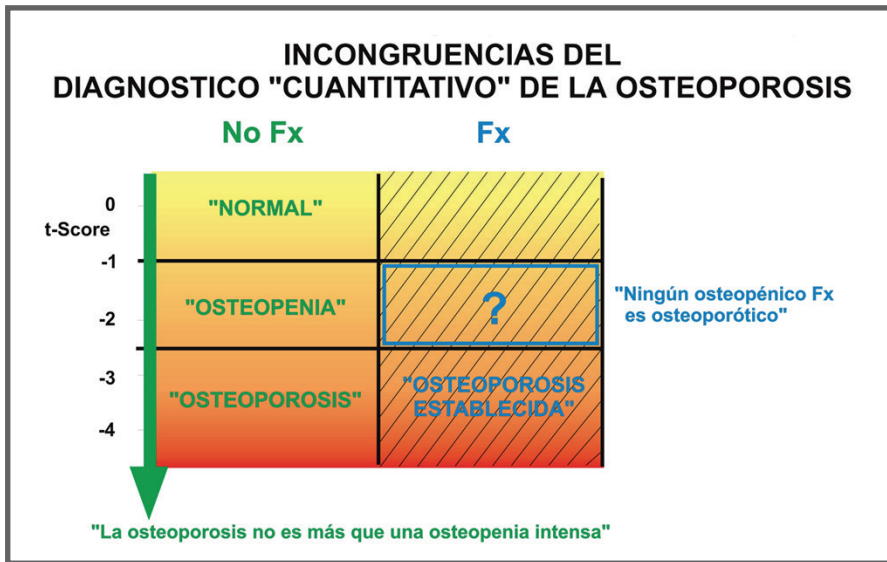 INCONGRUENCIAS DEL
DIAGNOSTICO "CUANTITATIVO" DE LA OSTEOPOROSIS
No Fx
Fx
0
t-Score
-1
-2
-3
-4
"NORMAL"
"OSTEOPENIA"
?
"OSTEOPOROSIS"
"OSTEOPOROSIS
ESTABLECIDA"
"Ningún osteopénico Fx
es osteoporótico"
"La osteoporosis no es más que una osteopenia intensa"